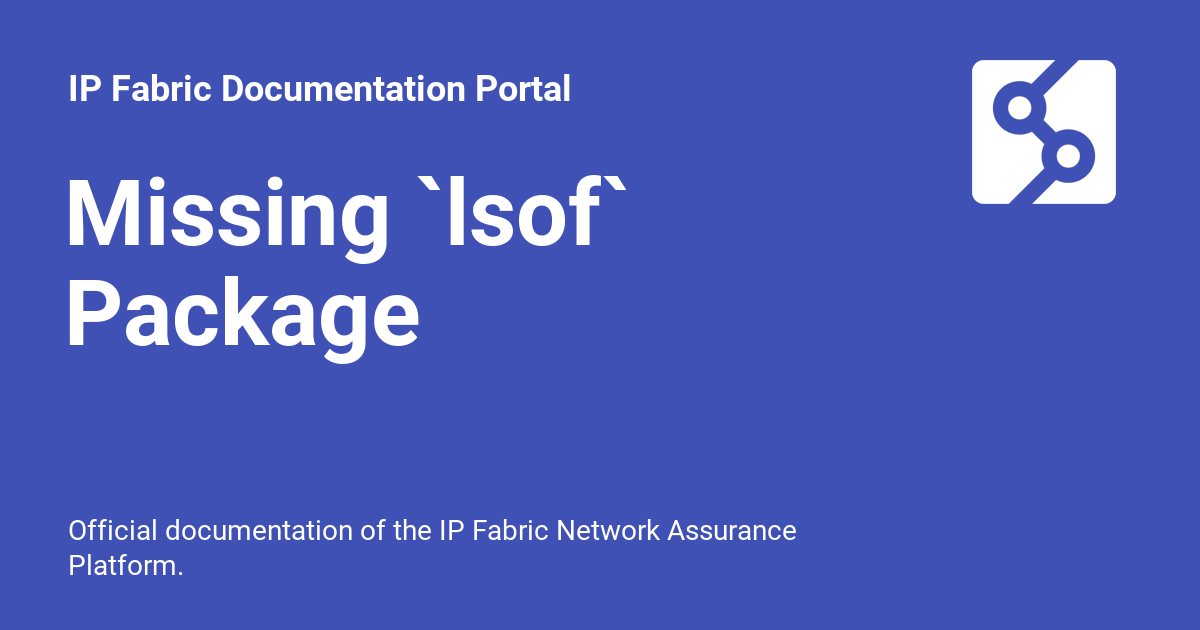 IP Fabric Documentation Portal
Missing `lsof`
Package
Official documentation of the IP Fabric Network Assurance
Platform.